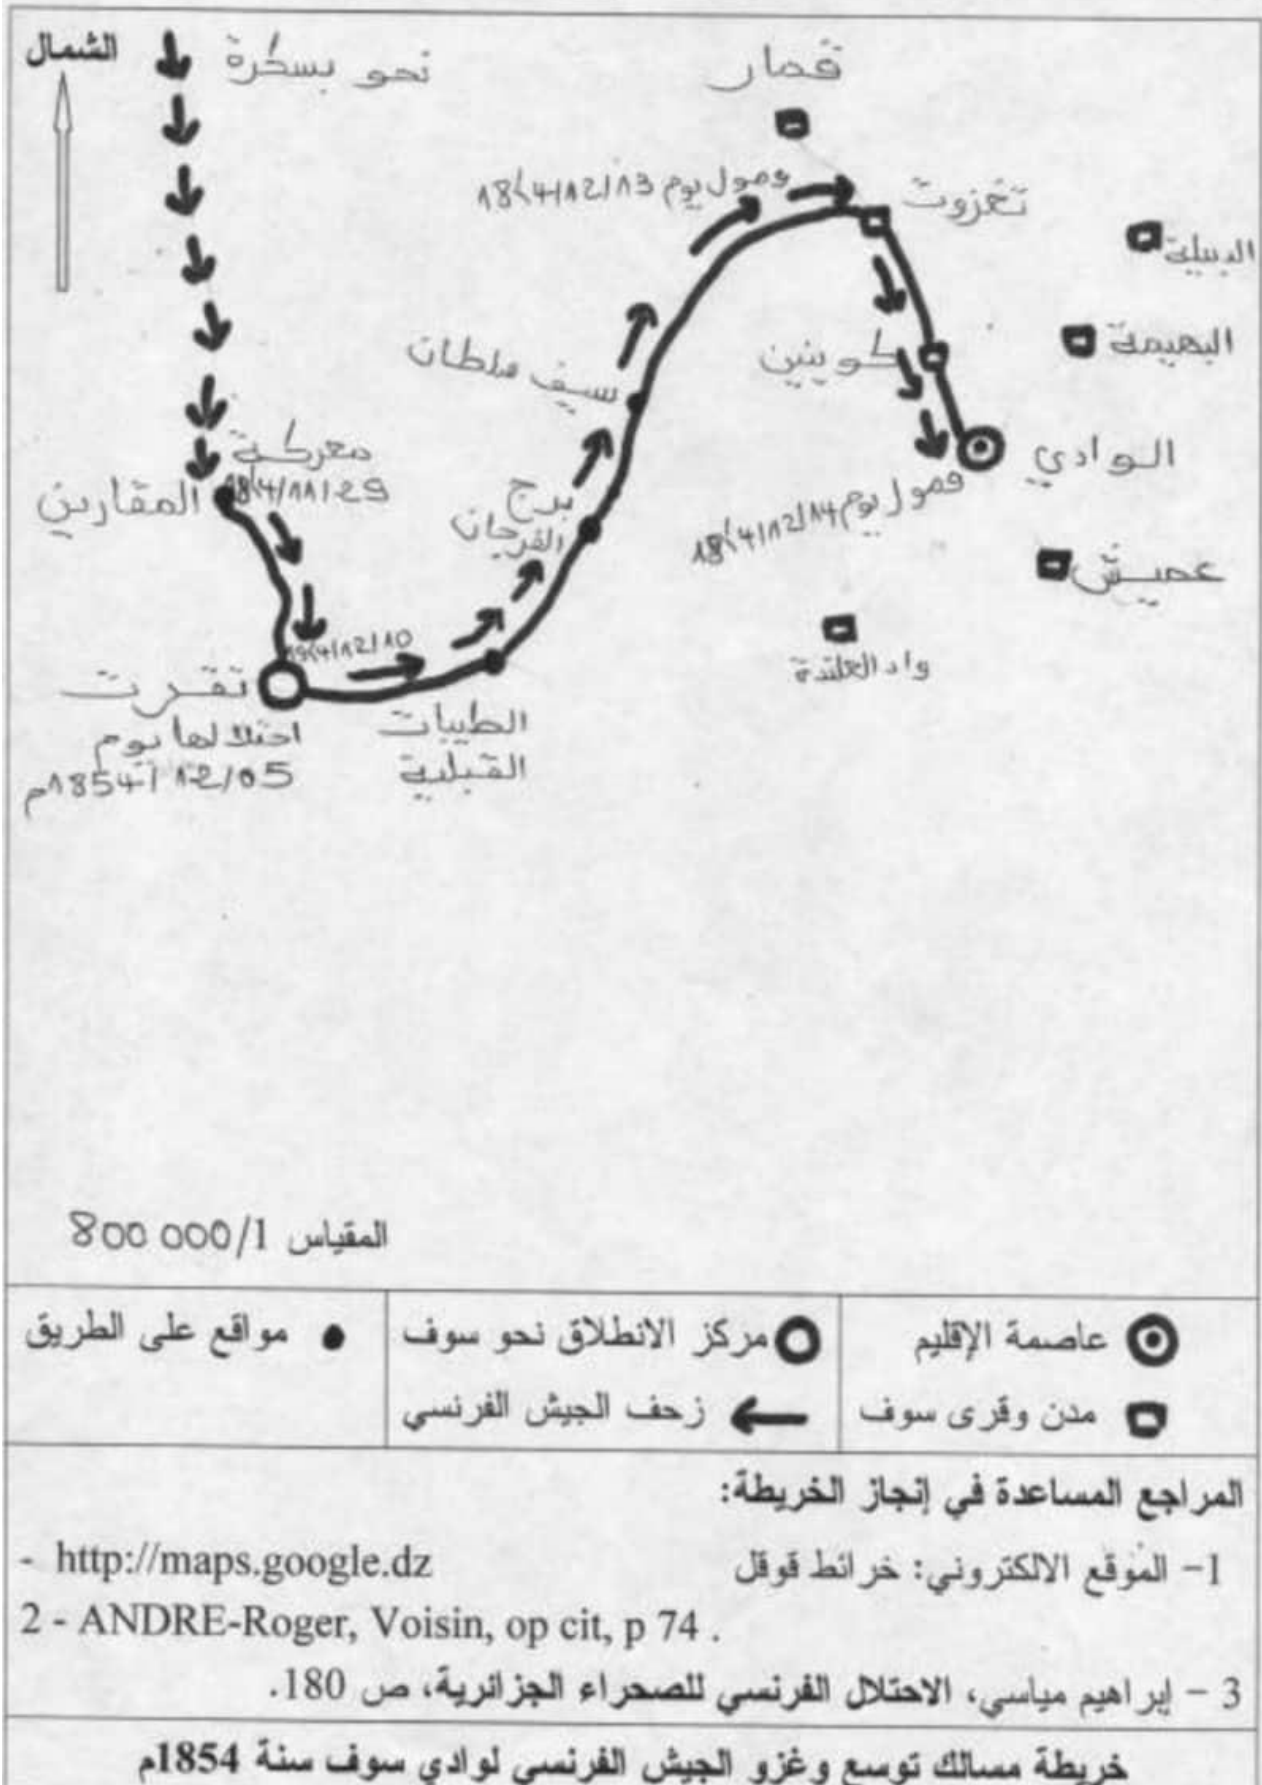 الشمال
نحو بسكرة
قمار
وصول يوم 1854/12/13
تغزوت
الدبيلة
البهيمة
كوينين
سيف سلطان
معركة
1854/11/29
المقارين
برج
الفرجان
الوادي
وصول يوم 1854/12/14
عميش
واد العلندة
1854/12/10
تقرت
احتلالها يوم
1854/12/05م
الطيبات
القبلية
المقياس 1/800 000
عاصمة الإقليم
مركز الانطلاق نحو سوف
مواقع على الطريق
مدن وقرى سوف
زحف الجيش الفرنسي
المراجع المساعدة في إنجاز الخريطة:
1- الموقع الالكتروني: خرائط قوقل
- http://maps.google.dz
2 - ANDRE-Roger, Voisin, op cit, p 74 .
3 - إبراهيم مياسي، الاحتلال الفرنسي للصحراء الجزائرية، ص 180.
خريطة مسالك توسع وغزو الجيش الفرنسي لوادي سوف سنة 1854م